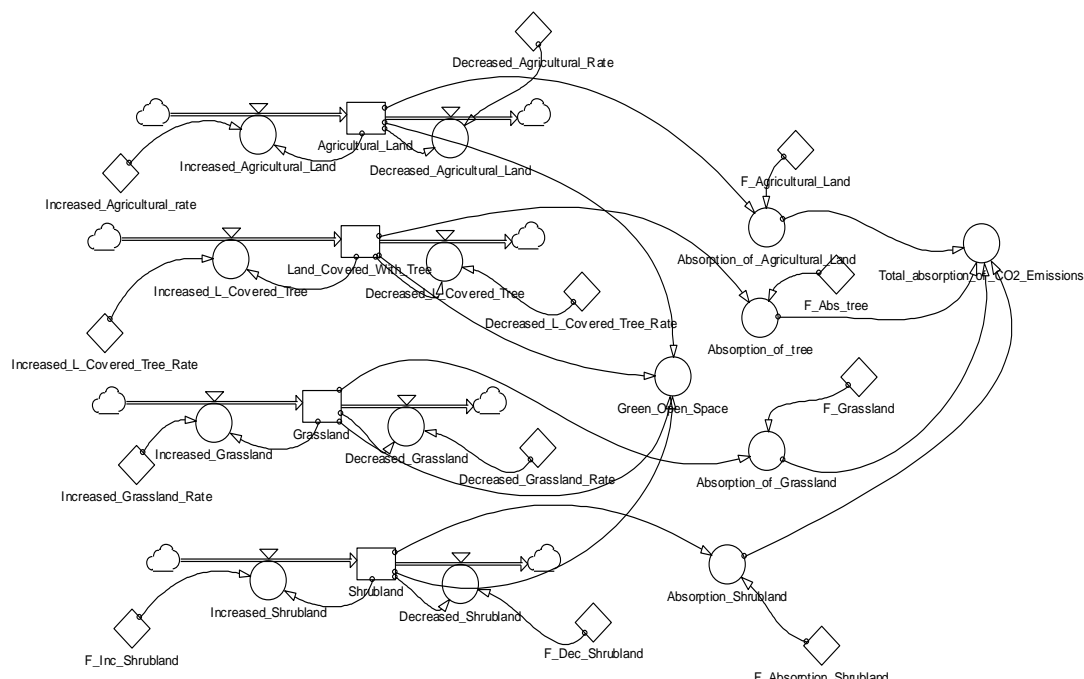 Decreased_Agricultural_Rate
Agricultural_Land
Increased_Agricultural_Land
Decreased_Agricultural_Land
Increased_Agricultural_rate
F_Agricultural_Land
Absorption_of_Agricultural_Land
Total_absorption_of_CO2_Emissions
Land_Covered_With_Tree
Increased_L_Covered_Tree
Decreased_L_Covered_Tree
Decreased_L_Covered_Tree_Rate
F_Abs_tree
Absorption_of_tree
Increased_L_Covered_Tree_Rate
Green_Open_Space
F_Grassland
Grassland
Increased_Grassland
Decreased_Grassland
Decreased_Grassland_Rate
Absorption_of_Grassland
Increased_Grassland_Rate
Shrubland
Increased_Shrubland
Decreased_Shrubland
Absorption_Shrubland
F_Inc_Shrubland
F_Dec_Shrubland
F_Absorption_Shrubland